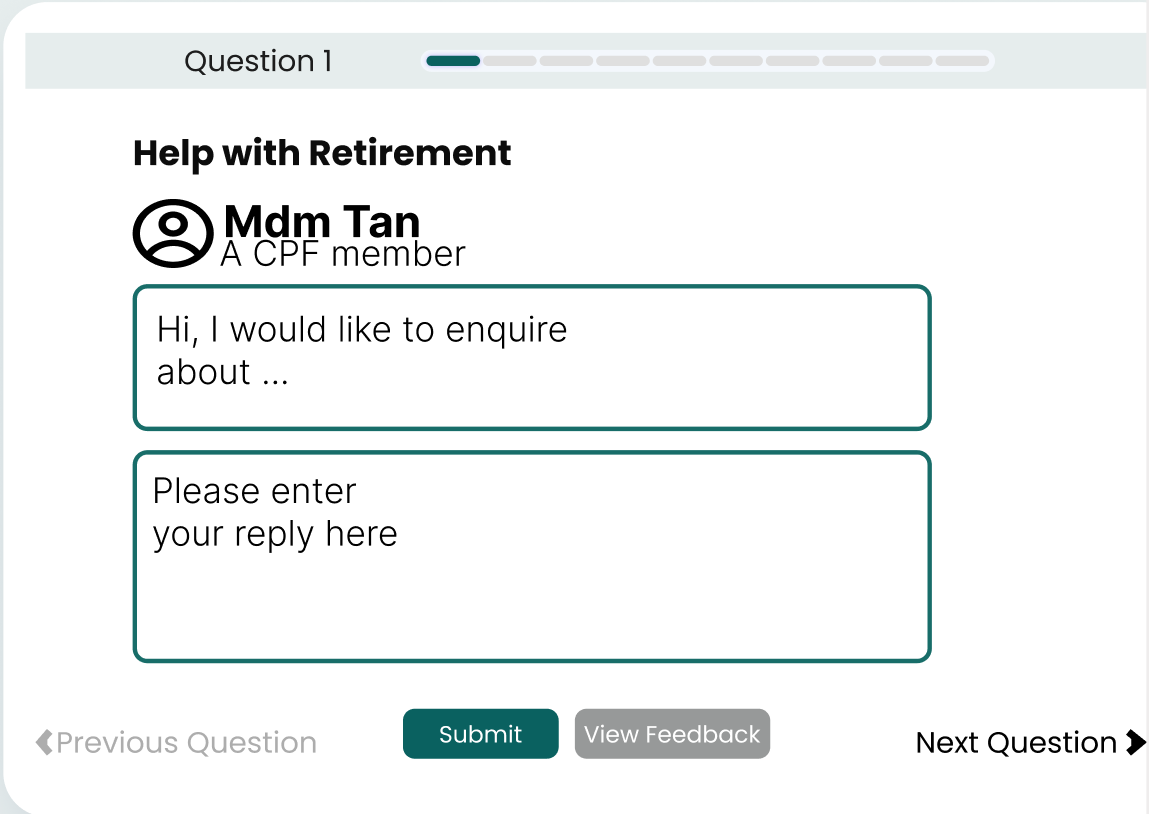 Question 1
Help with Retirement
Mdm Tan
A CPF member
Hi, I would like to enquire
about ...
Please enter
your reply here
Previous Question
Submit
View Feedback
Next Question